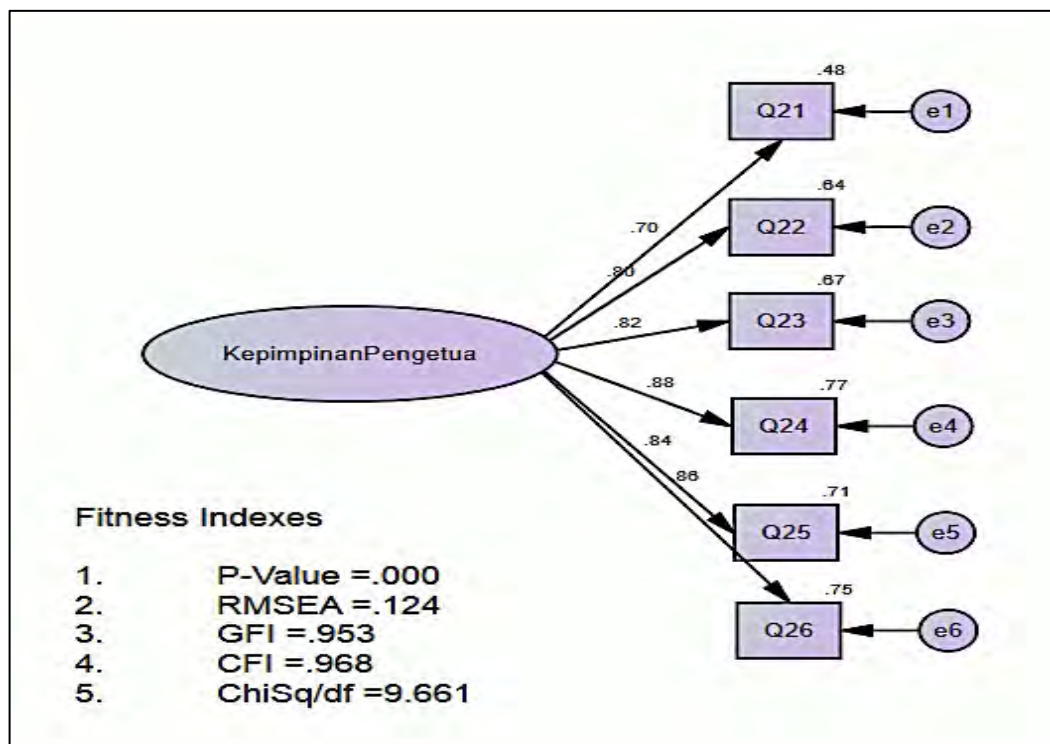 .48
Q21
e1
.64
.70
Q22
e2
.80
.67
.82
Q23
e3
KepimpinanPengetua
.88
.77
Q24
e4
.84
.86
.71
Fitness Indexes
Q25
e5
1. P-Value =.000
.75
2. RMSEA =.124
Q26
e6
3. GFI =.953
4. CFI =.968
5. ChiSq/df =9.661